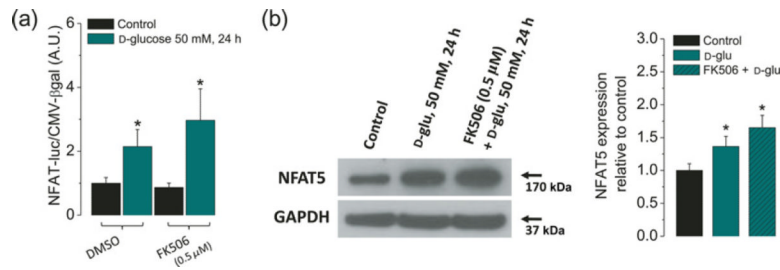 (a)
NFAT-luc/CMV-βgal (A.U.)
6
4
2
0
Control
D-glucose 50 mM, 24 h
*
*
DMSO
FK506
(0.5 μM)
(b)
Control
D-glu, 50 mM, 24 h
FK506 (0.5 μM)
+ D-glu, 50 mM, 24 h
NFAT5
170 kDa
GAPDH
37 kDa
NFAT5 expression
relative to control
3.0
2.5
2.0
1.5
1.0
0.5
0.0
Control
D-glu
FK506 + D-glu
*
*